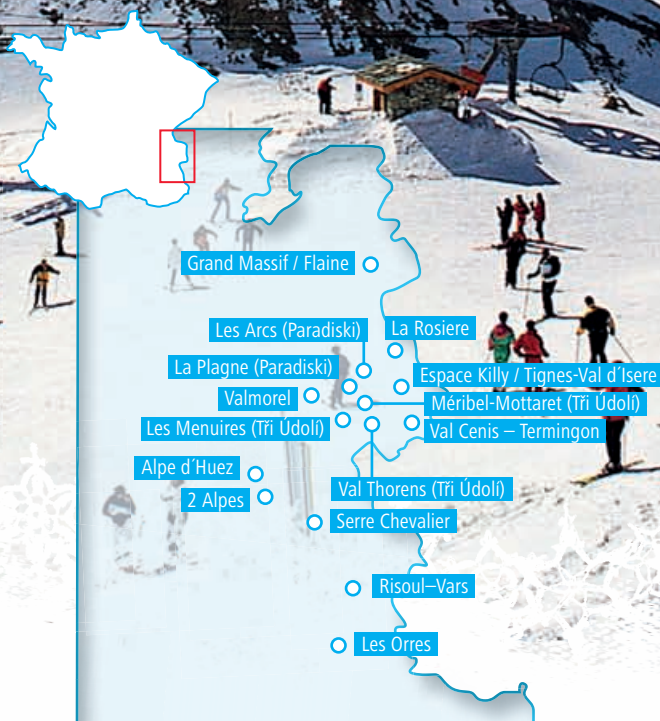 Grand Massif / Flaine
Les Arcs (Paradiski)
La Rosiere
La Plagne (Paradiski)
Espace Killy / Tignes-Val d´Isere
Valmorel
Méribel-Mottaret (Tři Údolí)
Les Menuires (Tři Údolí)
Val Cenis – Termingon
Alpe d´Huez
2 Alpes
Val Thorens (Tři Údolí)
Serre Chevalier
Risoul–Vars
Les Orres